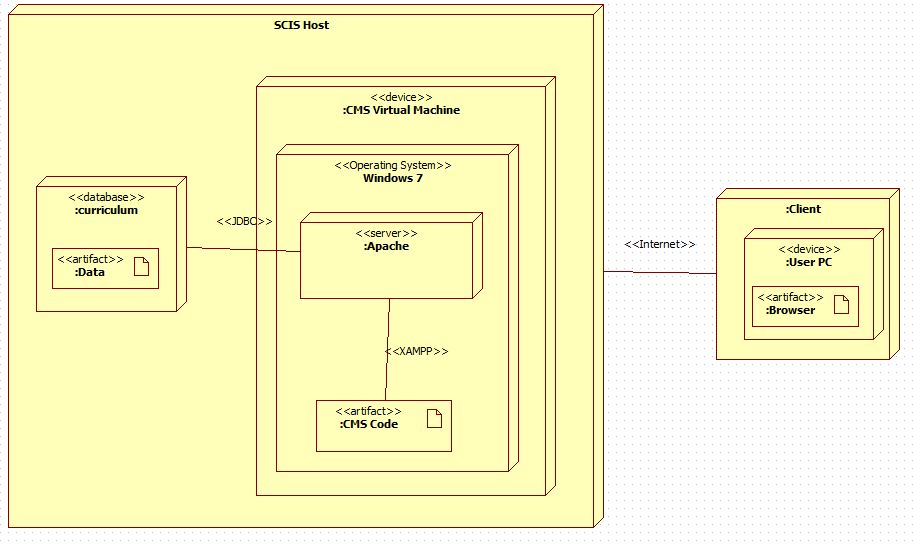 SCIS Host
<<device>>
:CMS Virtual Machine
<<Operating System>>
Windows 7
<<database>>
:curriculum
<<artifact>>
:Data
<<JDBC>>
<<server>>
:Apache
<<XAMPP>>
<<artifact>>
:CMS Code
<<Internet>>
:Client
<<device>>
:User PC
<<artifact>>
:Browser